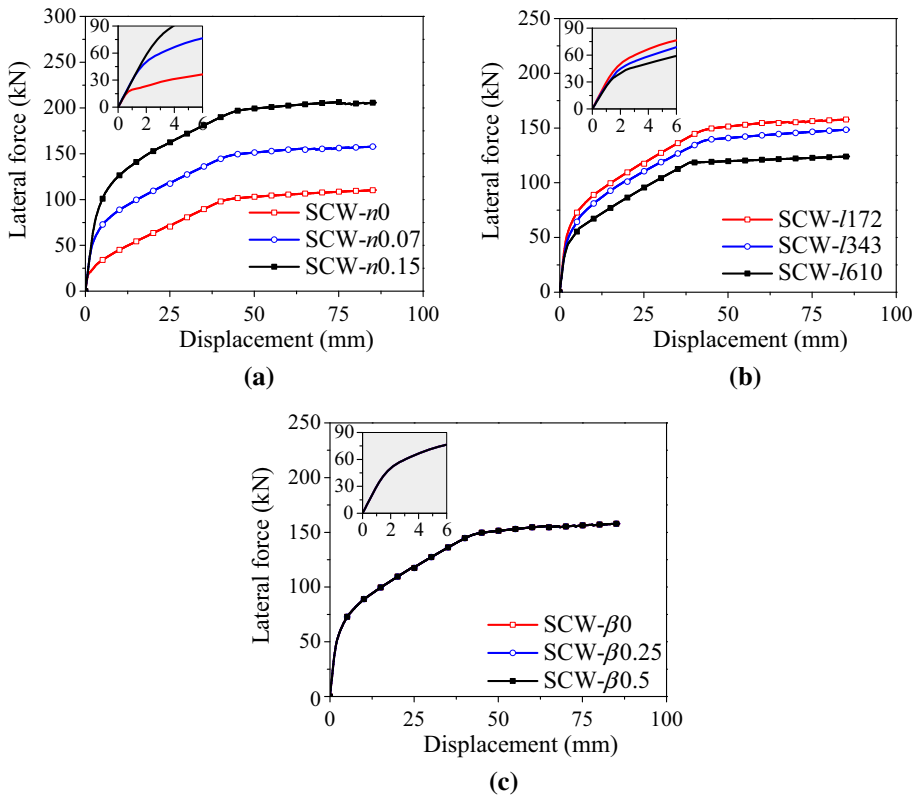 300
250
200
150
100
50
0
Lateral force (kN)
90
60
30
0
0 2 4 6
SCW-n0
SCW-n0.07
SCW-n0.15
0 25 50 75 100
Displacement (mm)
(a)
250
200
150
100
50
0
Lateral force (kN)
90
60
30
0
0 2 4 6
SCW-l172
SCW-l343
SCW-l610
0 25 50 75 100
Displacement (mm)
(b)
250
200
150
100
50
0
Lateral force (kN)
90
60
30
0
0 2 4 6
SCW-β0
SCW-β0.25
SCW-β0.5
0 25 50 75 100
Displacement (mm)
(c)